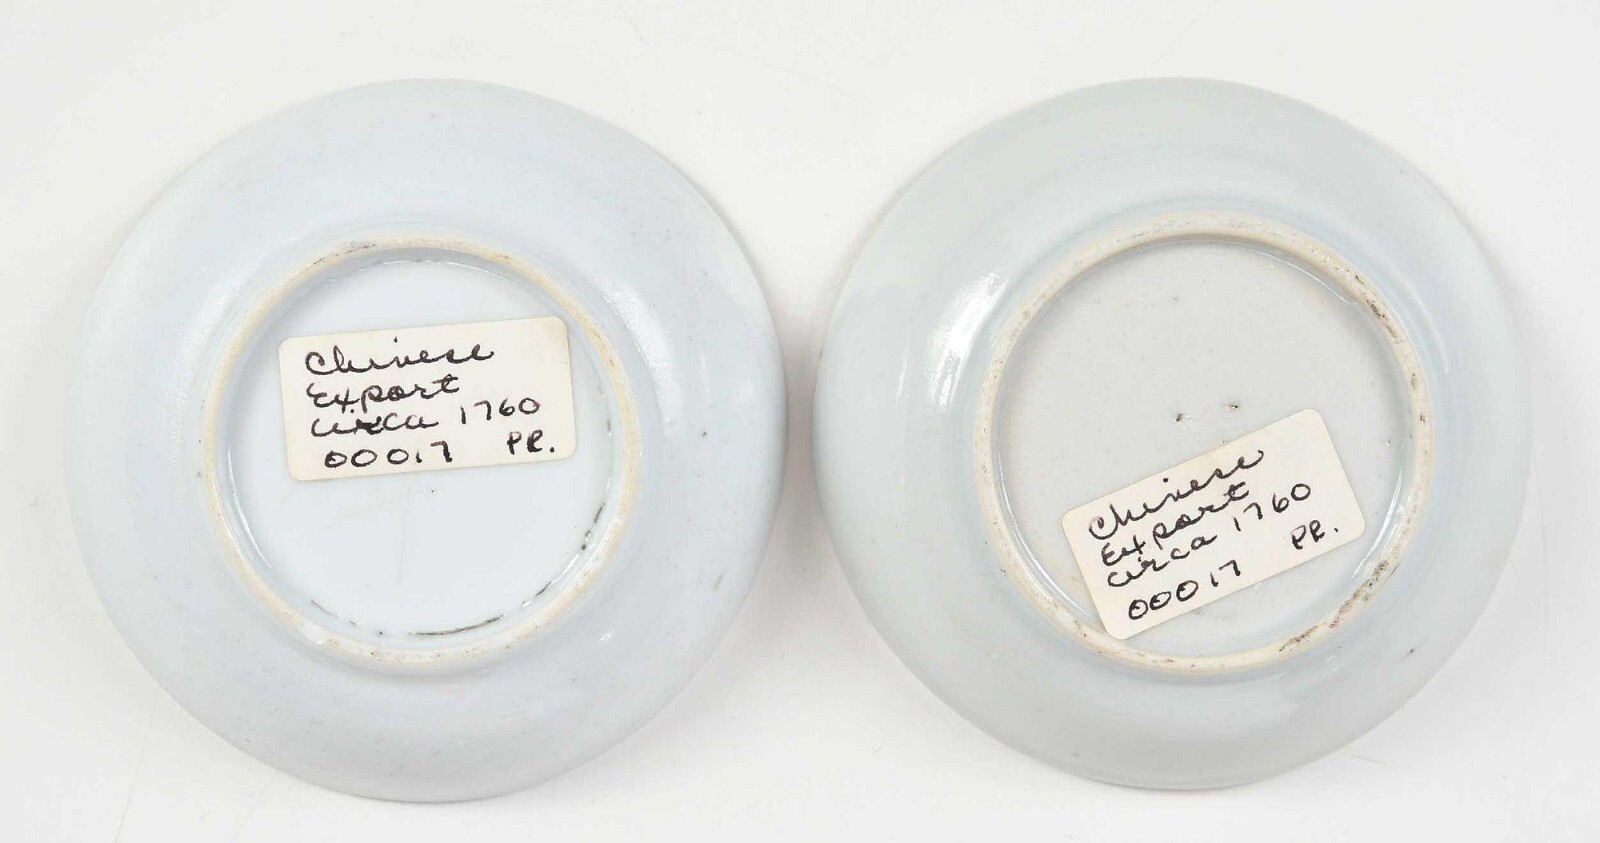 Chinese
Export
circa 1760
00017 PR.
Chinese
Export
circa 1760
00017 PR.